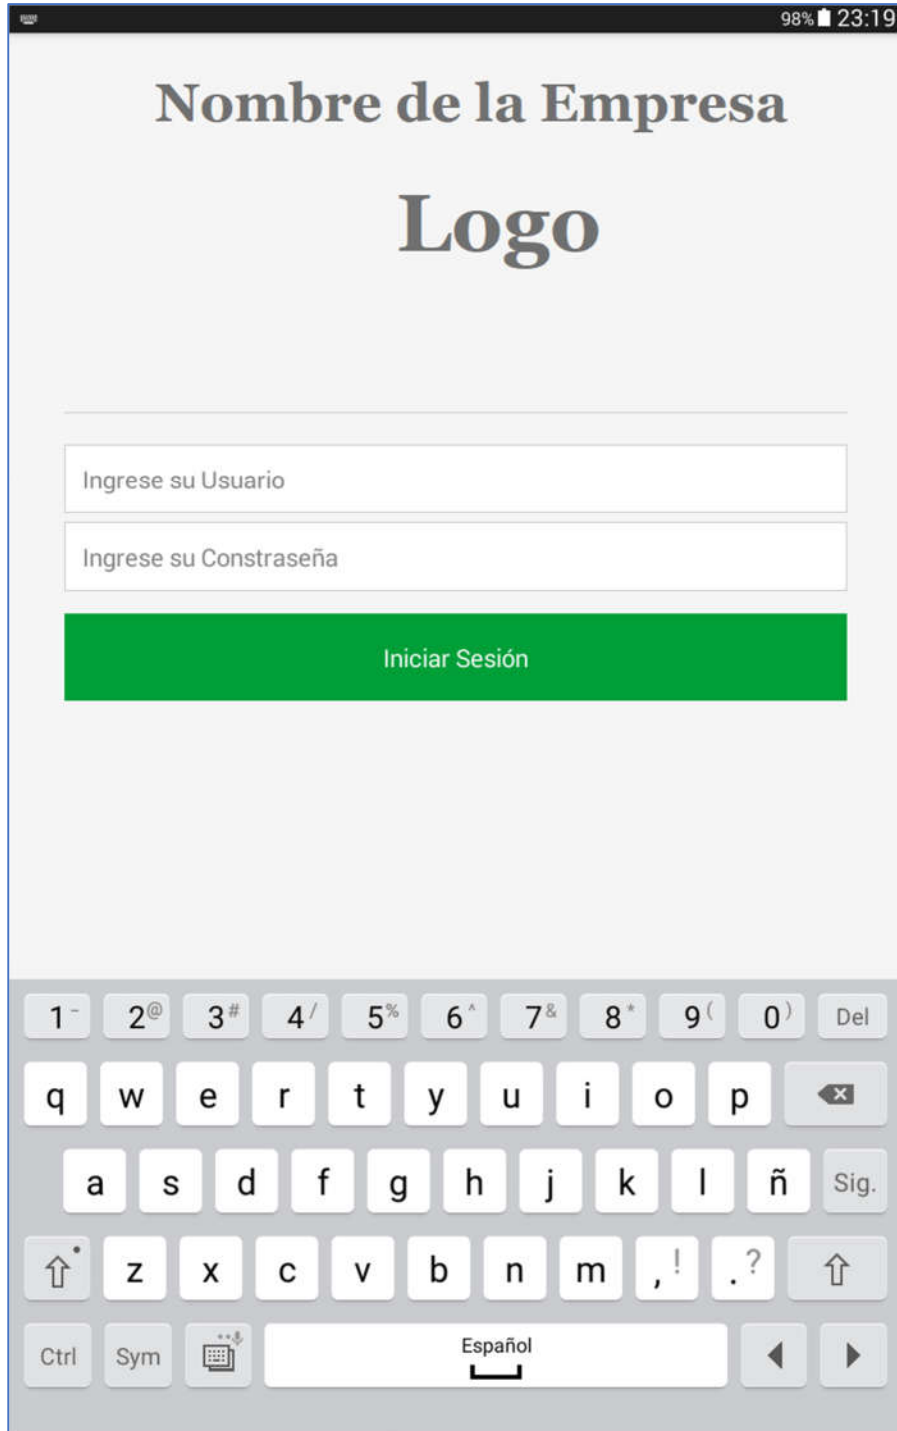 98% 23:19
Nombre de la Empresa
Logo
Ingrese su Usuario
Ingrese su Constraseña
Iniciar Sesión
1 - 2 @ 3 # 4 / 5 % 6 ^ 7 & 8 * 9 ( 0 ) Del
q w e r t y u i o p
a s d f g h j k l ñ Sig.
z x c v b n m , ! . ?
Ctrl Sym Español